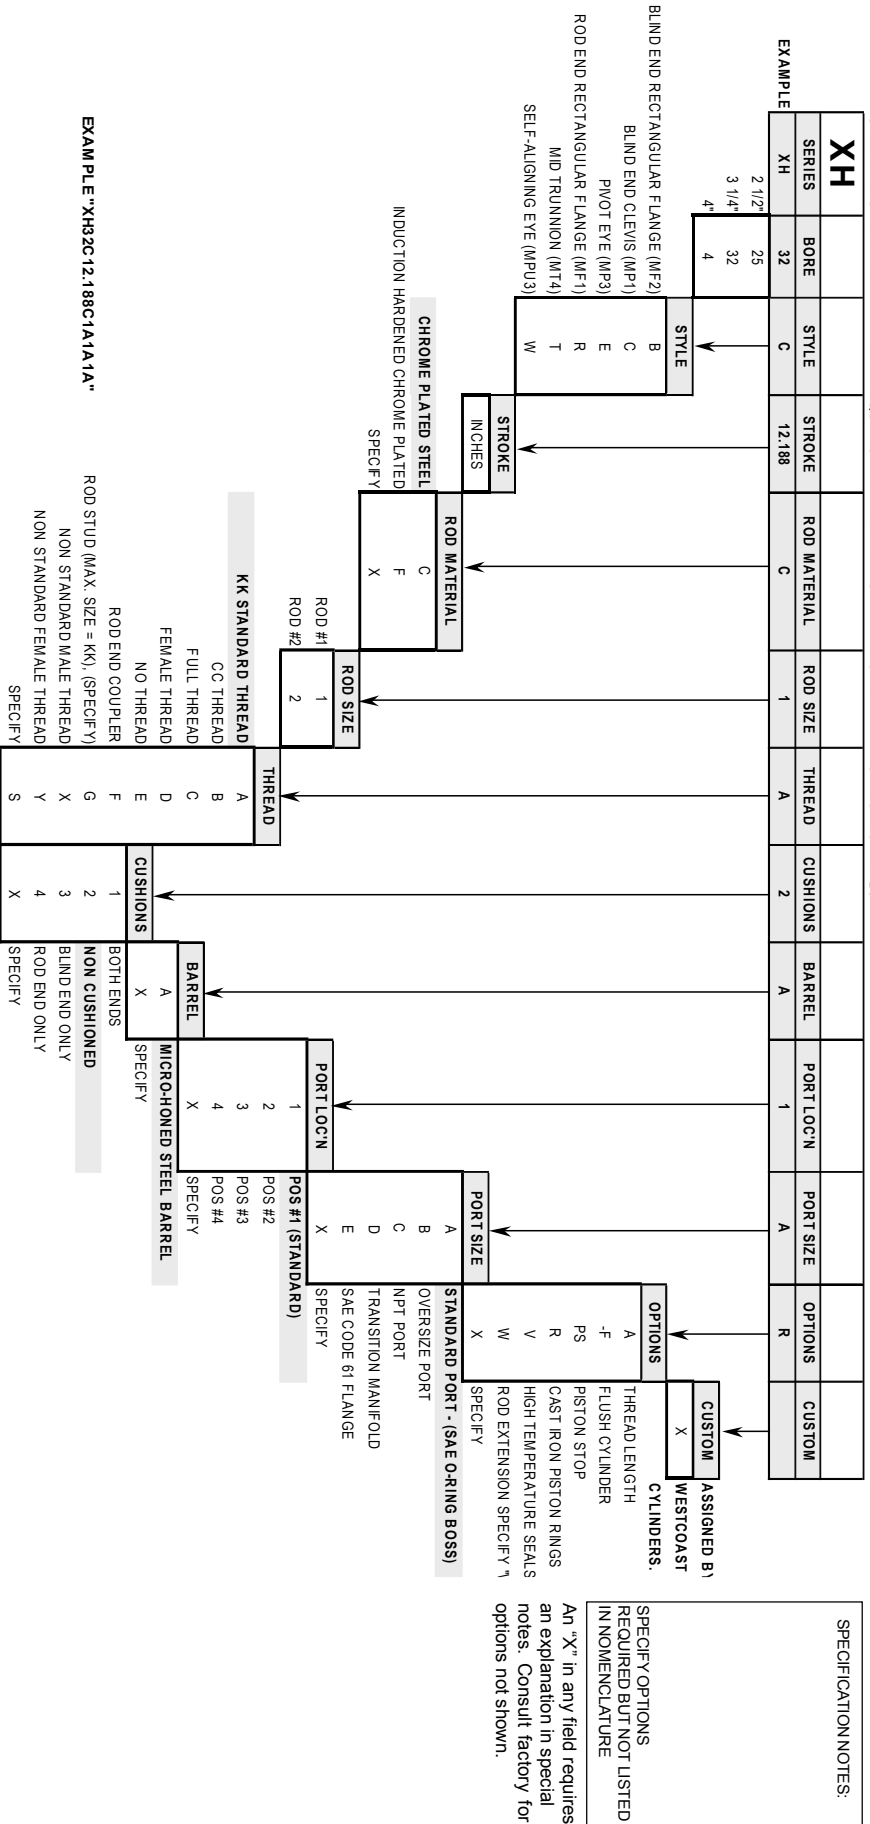 XH
SERIES BORE STYLE STROKE ROD MATERIAL ROD SIZE THREAD CUSHIONS BARREL PORT LOC'N PORT SIZE OPTIONS CUSTOM
EXAMPLE XH 32 C 12.188 C 1 A 2 A 1 A R
2 1/2" 25
3 1/4" 32
4" 4
STYLE
BLIND END RECTANGULAR FLANGE (MF2) B
BLIND END CLEVIS (MP1) C
PIVOT EYE (MP3) E
ROD END RECTANGULAR FLANGE (MF1) R
MID TRUNNION (MT4) T
SELF-ALIGNING EYE (MPU3) W
STROKE
INCHES
ROD MATERIAL
CHROME PLATED STEEL C
INDUCTION HARDENED CHROME PLATED F
SPECIFY X
ROD SIZE
ROD #1 1
ROD #2 2
THREAD
KK STANDARD THREAD A
CC THREAD B
FULL THREAD C
FEMALE THREAD D
NO THREAD E
ROD END COUPLER F
ROD STUD (MAX. SIZE = KK), (SPECIFY) G
NON STANDARD MALE THREAD X
NON STANDARD FEMALE THREAD Y
SPECIFY S
CUSHIONS
1 BOTH ENDS
2 NON CUSHIONED
3 BLIND END ONLY
4 ROD END ONLY
X SPECIFY
BARREL
A MICRO-HONED STEEL BARREL
X SPECIFY
PORT LOC'N
1 POS #1 (STANDARD)
2 POS #2
3 POS #3
4 POS #4
X SPECIFY
PORT SIZE
A STANDARD PORT - (SAE O-RING BOSS)
B OVERSIZE PORT
C NPT PORT
D TRANSITION MANIFOLD
E SAE CODE 61 FLANGE
X SPECIFY
OPTIONS
A THREAD LENGTH
-F FLUSH CYLINDER
PS PISTON STOP
R CAST IRON PISTON RINGS
V HIGH TEMPERATURE SEALS
W ROD EXTENSION SPECIFY
X SPECIFY
CUSTOM ASSIGNED BY
X WESTCOAST
CYLINDERS.
EXAMPLE "XH32C12.188C1A1A1A"
SPECIFICATION NOTES:
SPECIFY OPTIONS
REQUIRED BUT NOT LISTED
IN NOMENCLATURE
An “X” in any field requires
an explanation in special
notes. Consult factory for
options not shown.